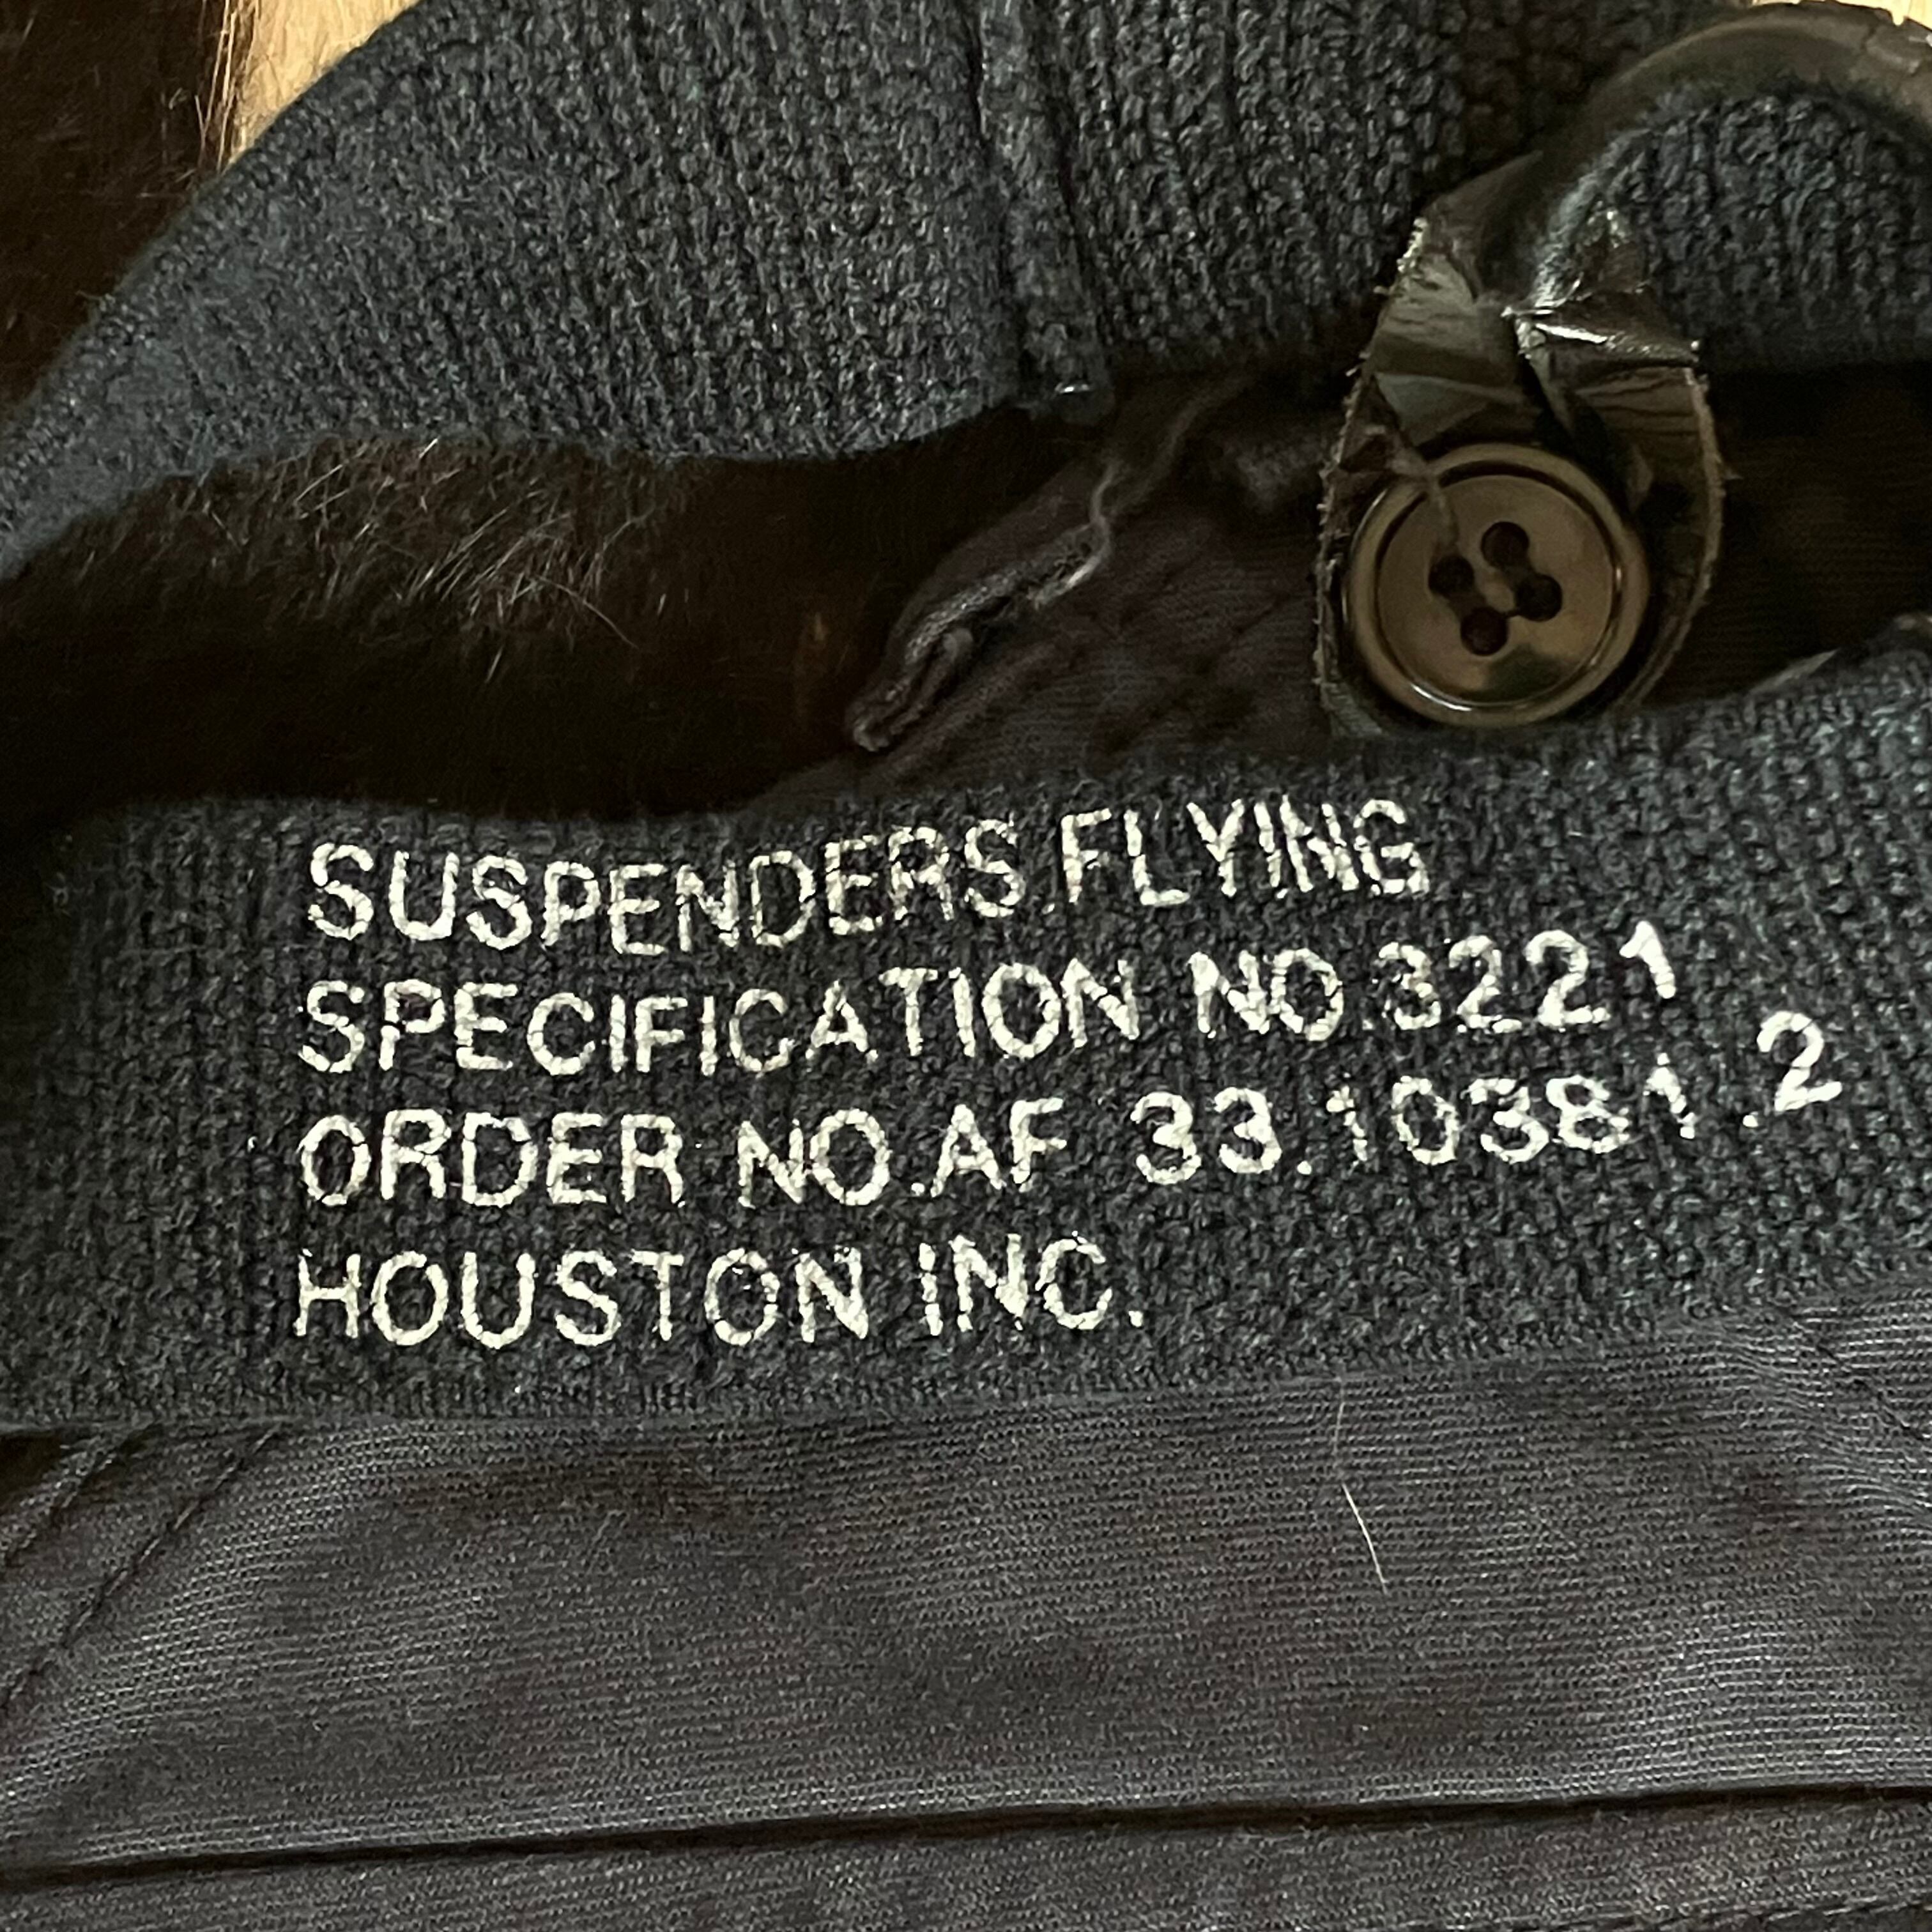 SUSPENDERS.FLYING
SPECIFICATION NO.3221
ORDER NO.AF 33.10381.2
HOUSTON INC.